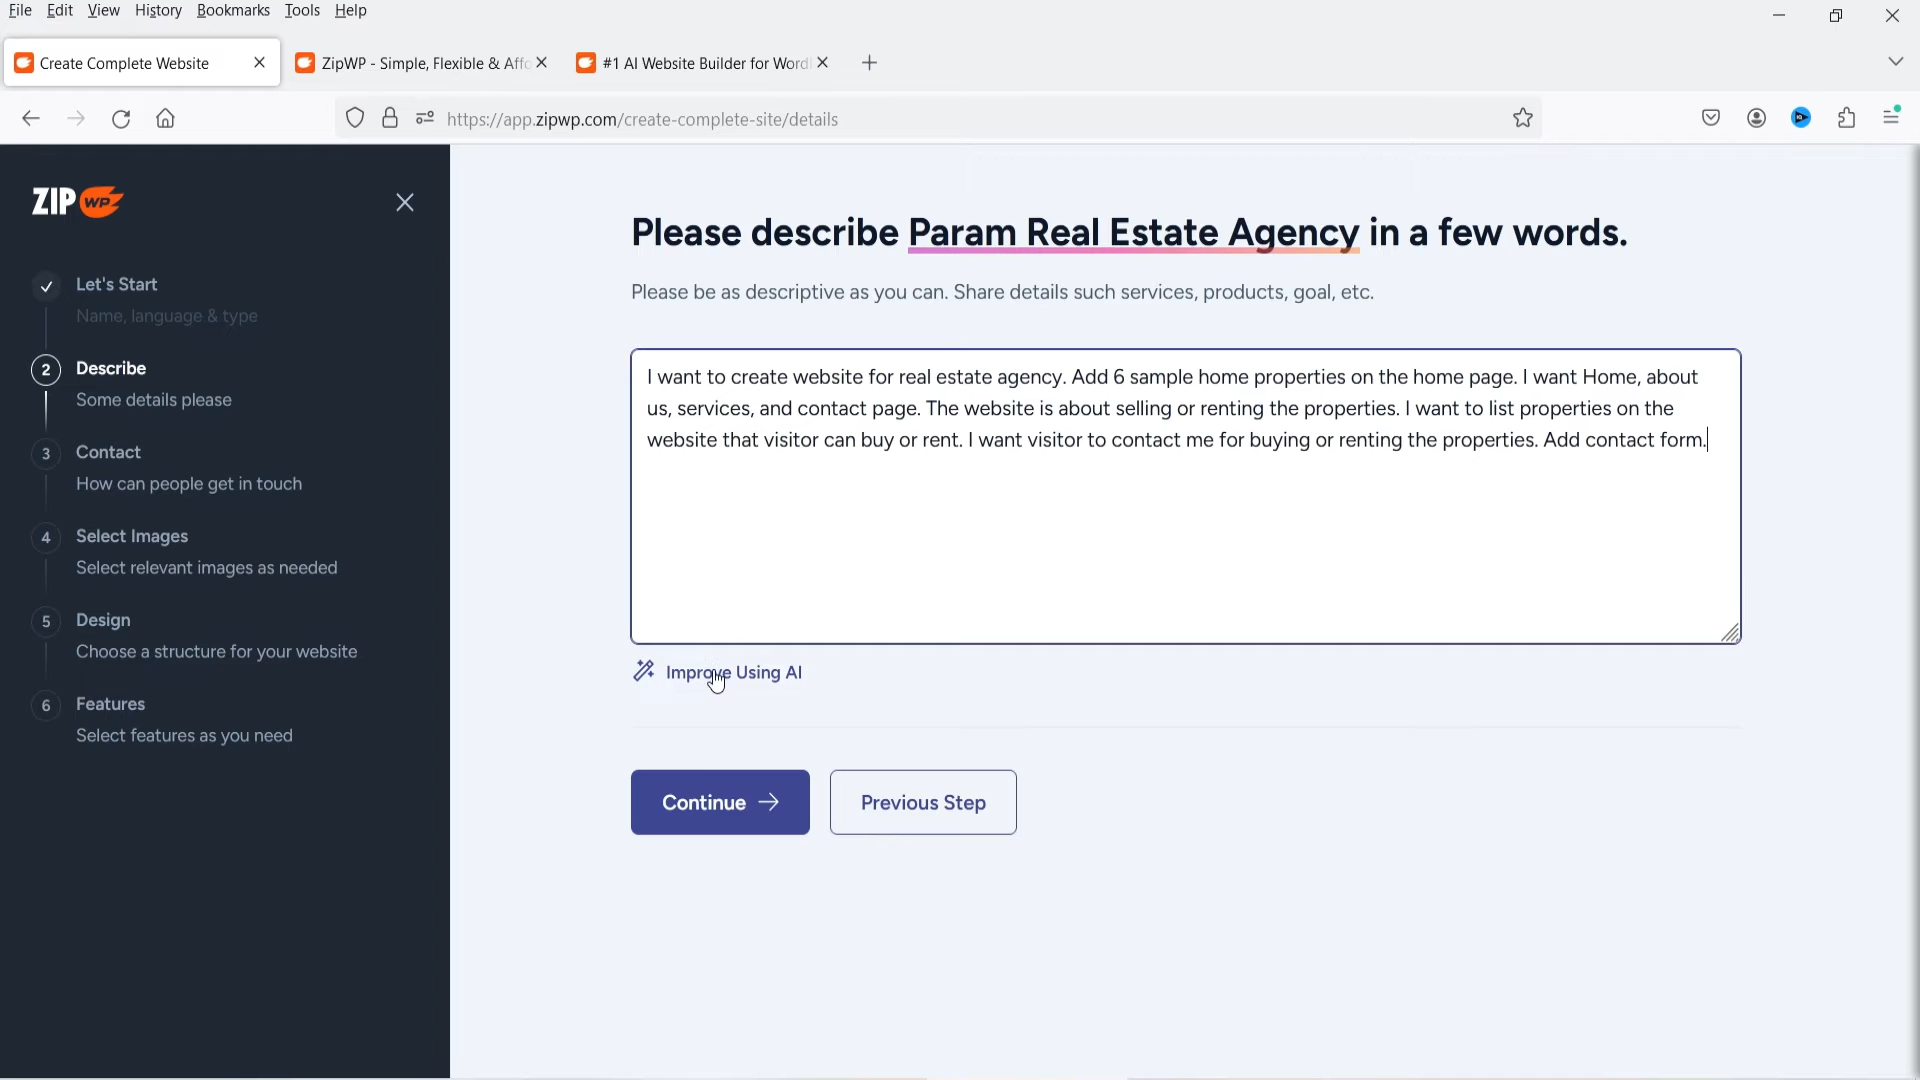 File Edit View History Bookmarks Tools Help
Create Complete Website
ZipWP - Simple, Flexible & Affo
#1 AI Website Builder for Word
https://app.zipwp.com/create-complete-site/details
ZIP WP
Let's Start
Name, language & type
2 Describe
Some details please
3 Contact
How can people get in touch
4 Select Images
Select relevant images as needed
5 Design
Choose a structure for your website
6 Features
Select features as you need
Please describe Param Real Estate Agency in a few words.
Please be as descriptive as you can. Share details such services, products, goal, etc.
I want to create website for real estate agency. Add 6 sample home properties on the home page. I want Home, about
us, services, and contact page. The website is about selling or renting the properties. I want to list properties on the
website that visitor can buy or rent. I want visitor to contact me for buying or renting the properties. Add contact form.
Improve Using AI
Continue
Previous Step